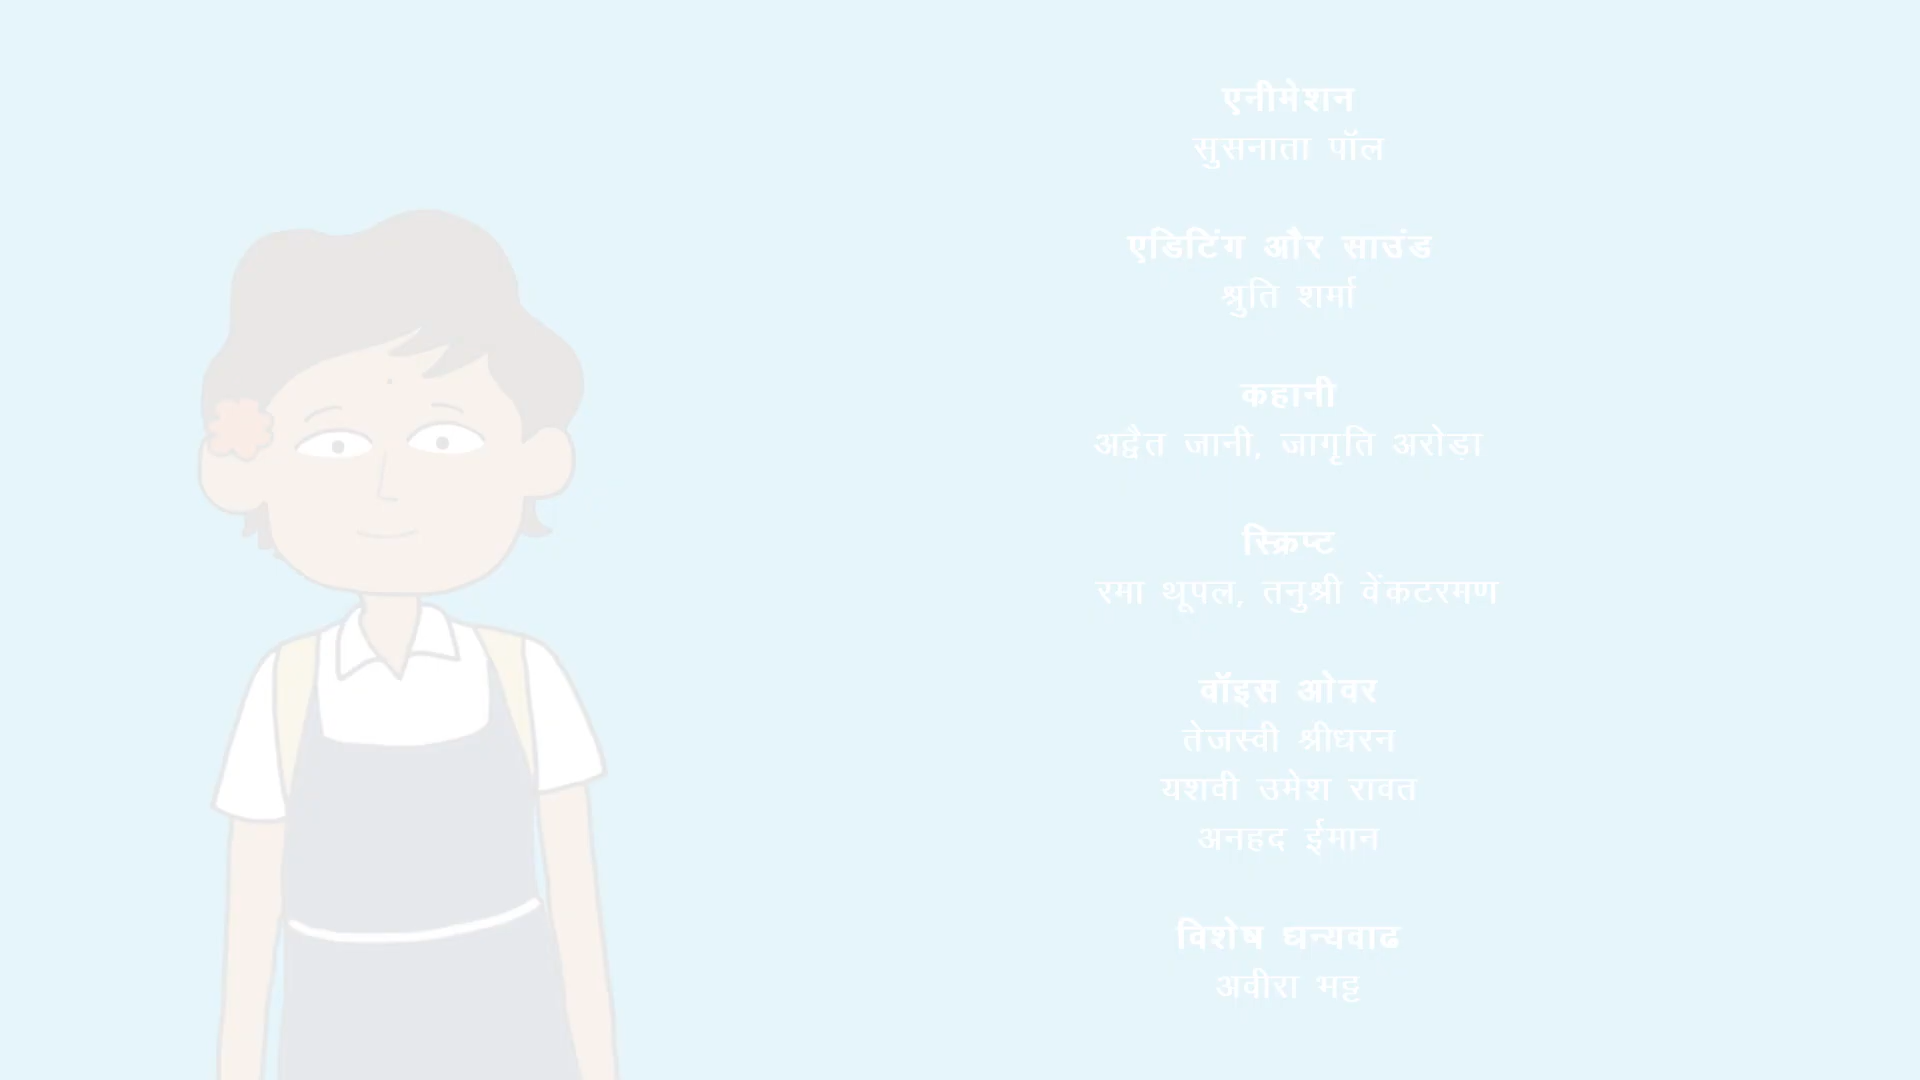 एनीमेशन
सुसनाता पॉल
एडिटिंग और साउंड
श्रुति शर्मा
कहानी
अद्वैत जानी, जागृति अरोड़ा
स्क्रिप्ट
रमा थूपल, तनुश्री वेंकटरमण
वॉइस ओवर
तेजस्वी श्रीधरन
यशवी उमेश रावत
अनहद ईमान
विशेष धन्यवाढ
अवीरा भट्ट